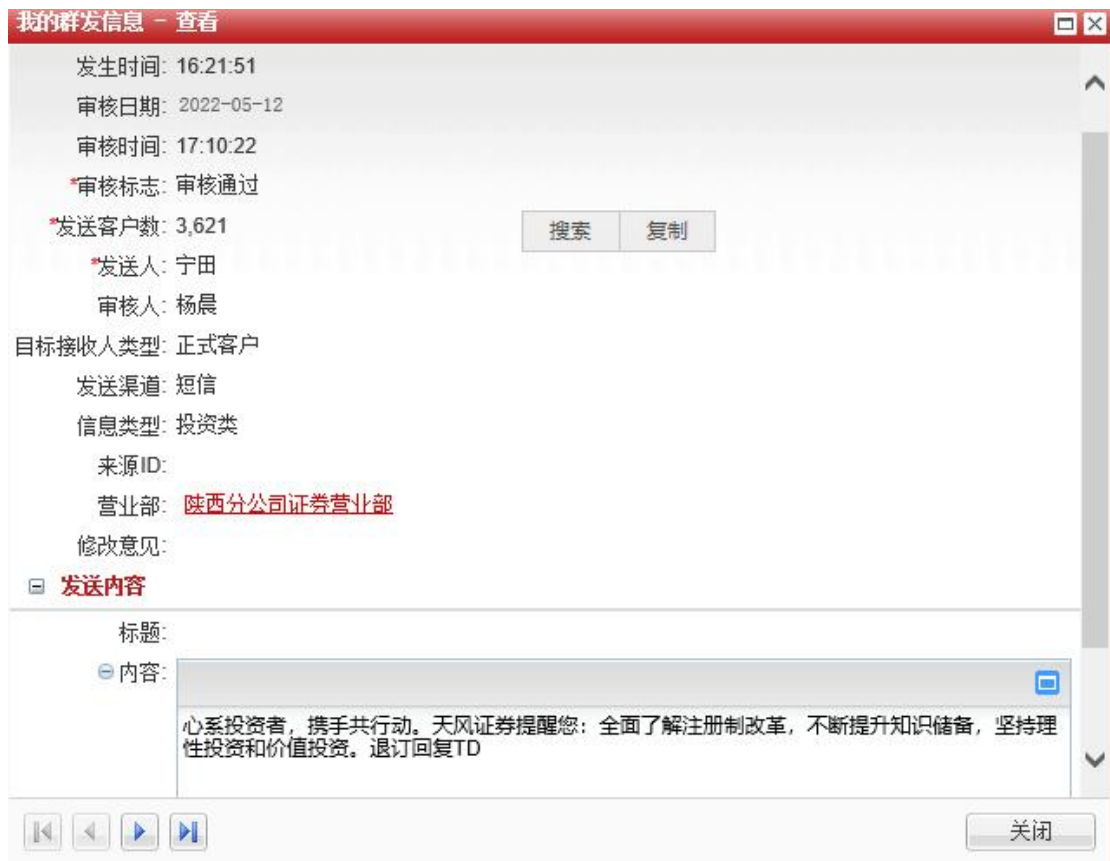 我的群发信息 - 查看
发生时间: 16:21:51
审核日期: 2022-05-12
审核时间: 17:10:22
*审核标志: 审核通过
*发送客户数: 3,621
搜索 复制
*发送人: 宁田
审核人: 杨晨
目标接收人类型: 正式客户
发送渠道: 短信
信息类型: 投资类
来源ID:
营业部: 陕西分公司证券营业部
修改意见:
发送内容
标题:
内容:
心系投资者，携手共行动。天风证券提醒您：全面了解注册制改革，不断提升知识储备，坚持理
性投资和价值投资。退订回复TD
关闭